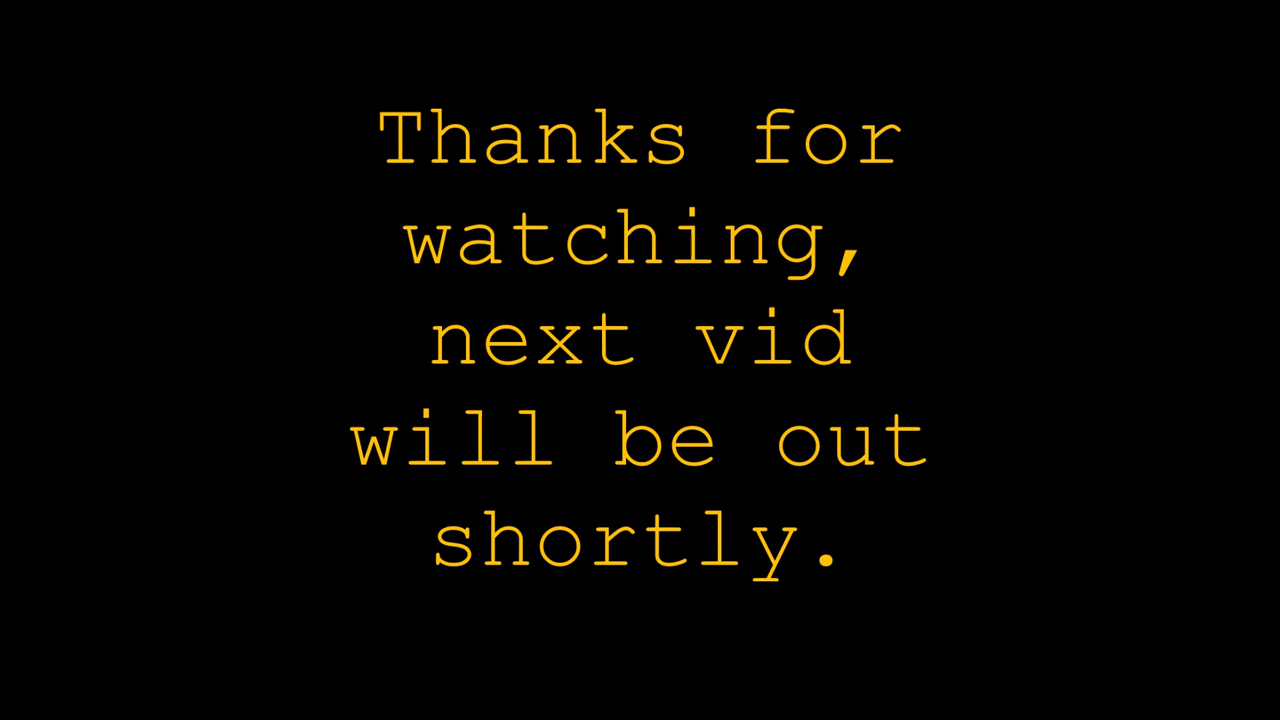 Thanks for
watching,
next vid
will be out
shortly.